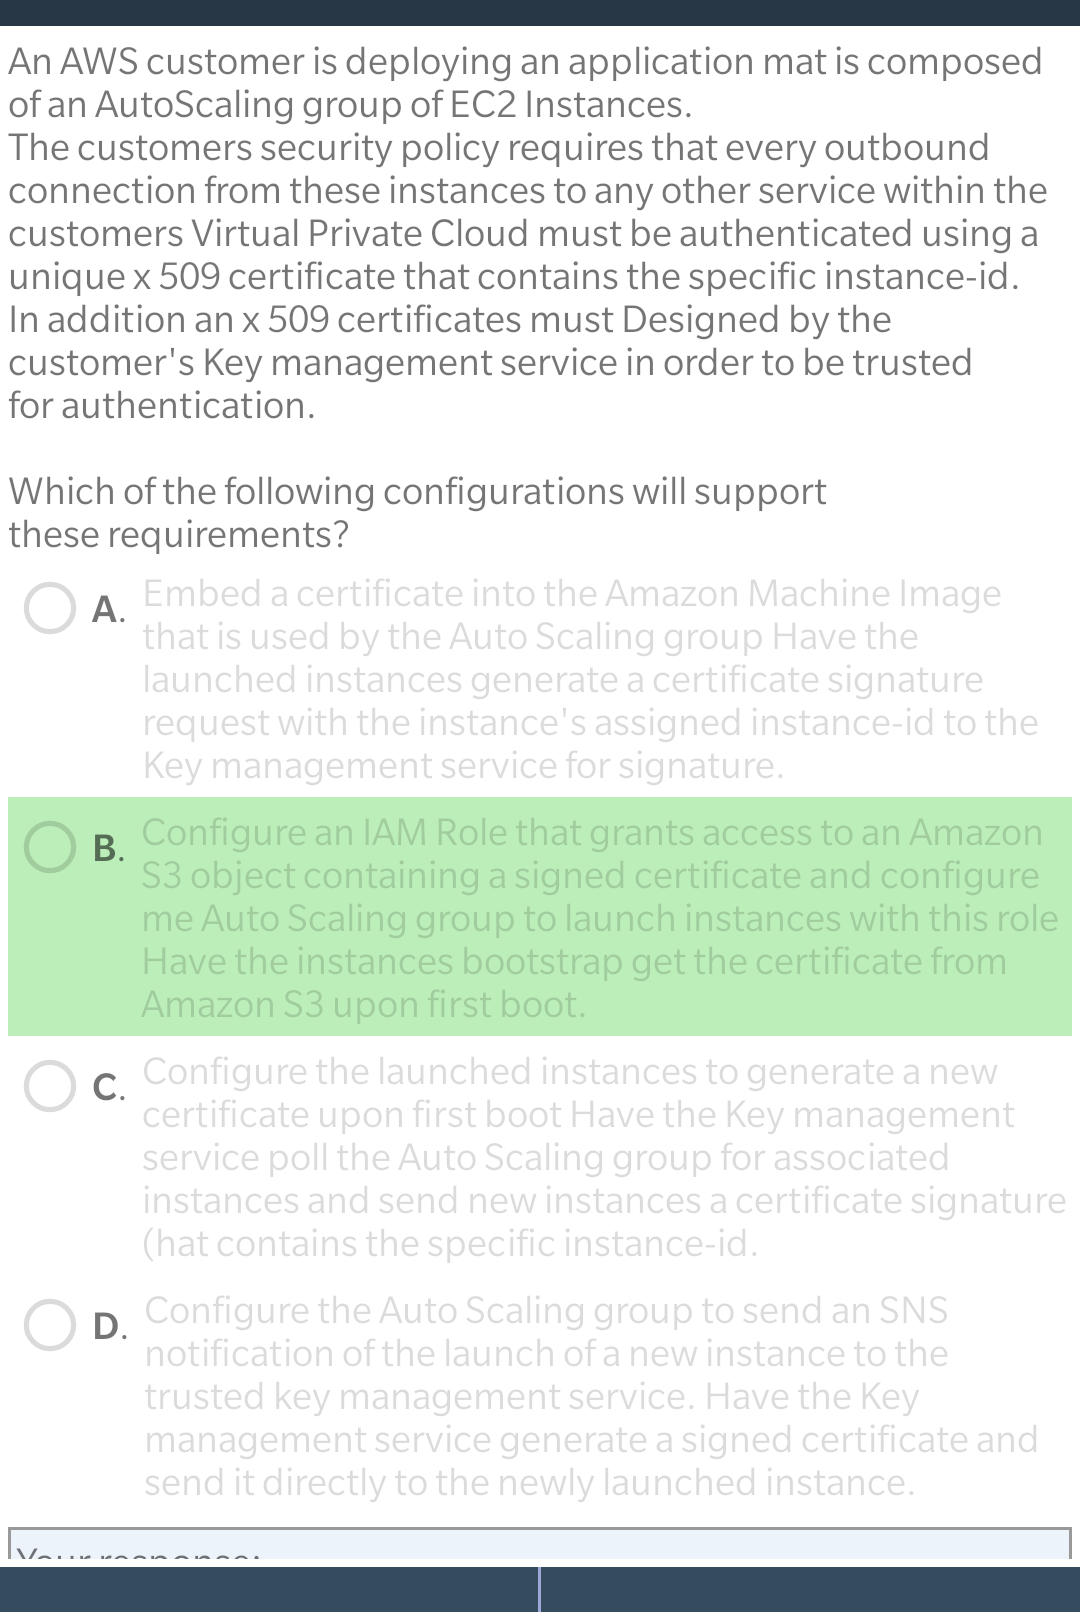 An AWS customer is deploying an application mat is composed
of an AutoScaling group of EC2 Instances.
The customers security policy requires that every outbound
connection from these instances to any other service within the
customers Virtual Private Cloud must be authenticated using a
unique x 509 certificate that contains the specific instance-id.
In addition an x 509 certificates must Designed by the
customer's Key management service in order to be trusted
for authentication.
Which of the following configurations will support
these requirements?
A. Embed a certificate into the Amazon Machine Image
that is used by the Auto Scaling group Have the
launched instances generate a certificate signature
request with the instance's assigned instance-id to the
Key management service for signature.
B. Configure an IAM Role that grants access to an Amazon
S3 object containing a signed certificate and configure
me Auto Scaling group to launch instances with this role
Have the instances bootstrap get the certificate from
Amazon S3 upon first boot.
C. Configure the launched instances to generate a new
certificate upon first boot Have the Key management
service poll the Auto Scaling group for associated
instances and send new instances a certificate signature
(hat contains the specific instance-id.
D. Configure the Auto Scaling group to send an SNS
notification of the launch of a new instance to the
trusted key management service. Have the Key
management service generate a signed certificate and
send it directly to the newly launched instance.
Your response: